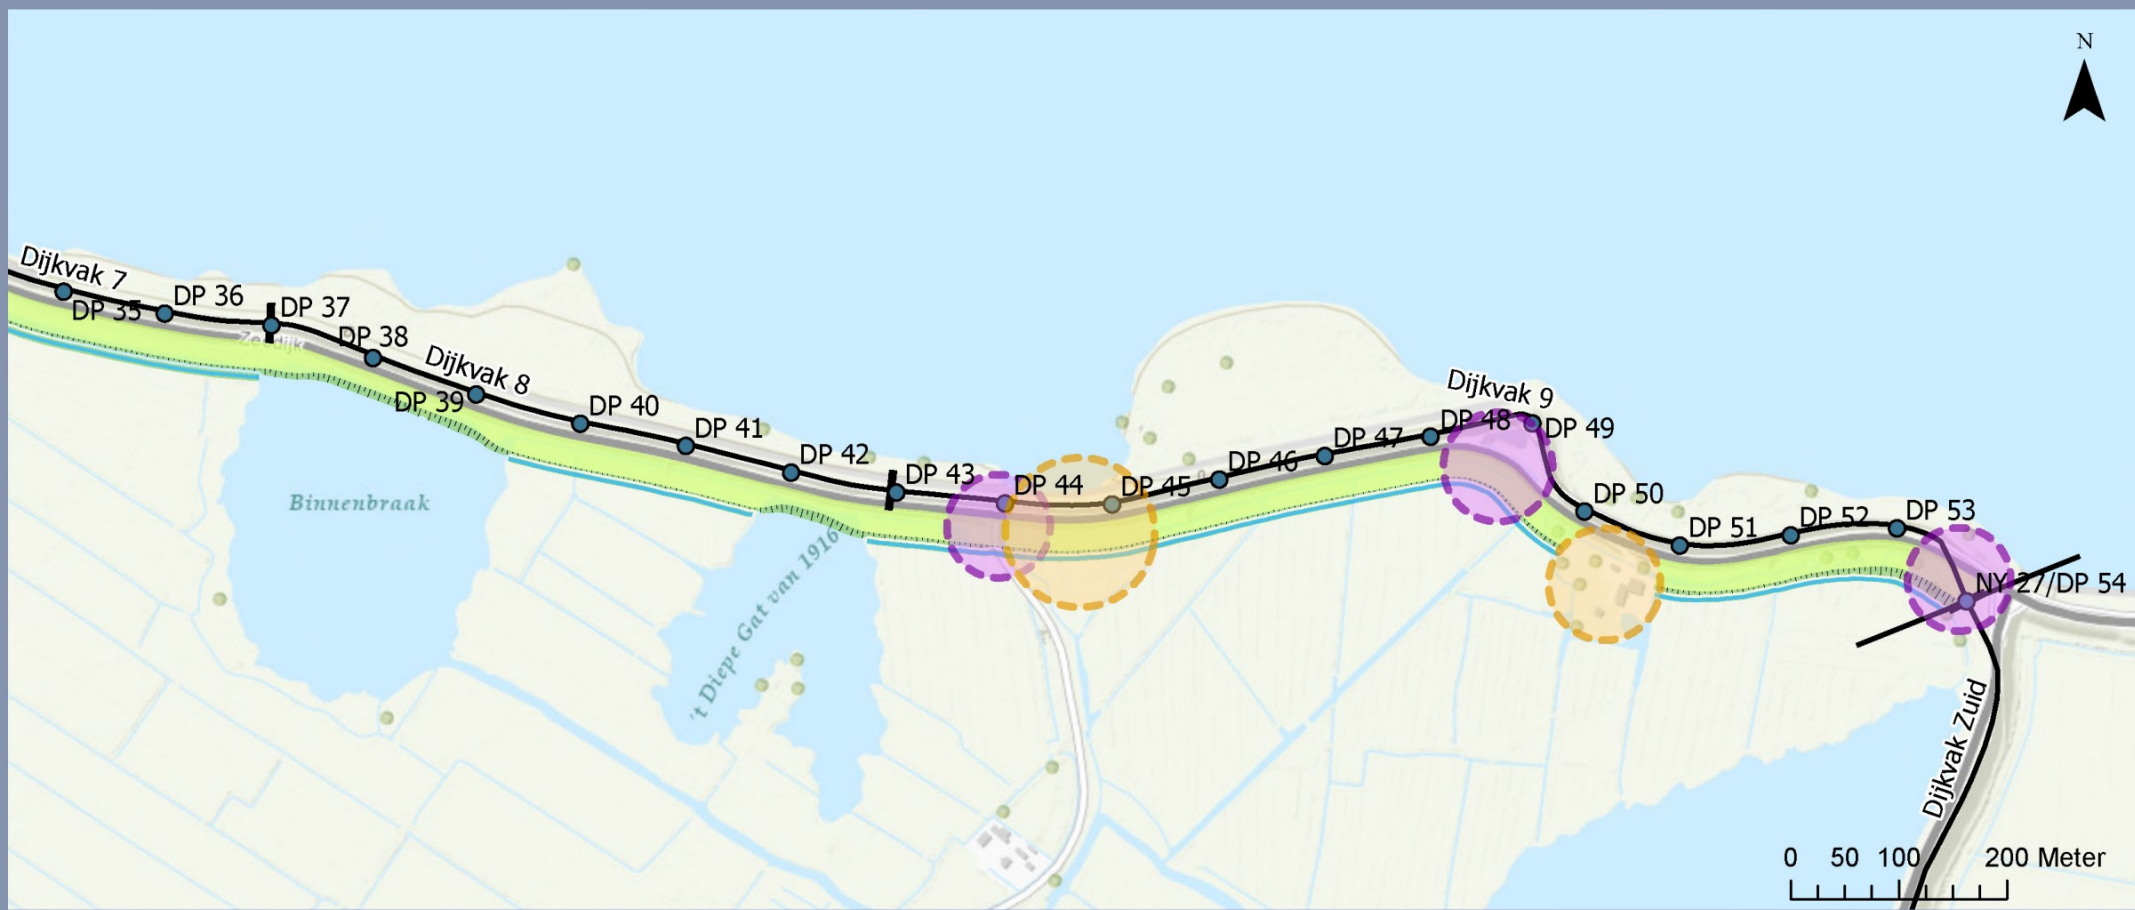 N
Dijkvak 7
DP 35
DP 36
DP 37
Zeedijk
DP 38
Dijkvak 8
DP 39
DP 40
DP 41
DP 42
DP 43
DP 44
DP 45
DP 46
DP 47
DP 48
Dijkvak 9
DP 49
DP 50
DP 51
DP 52
DP 53
NY 27/DP 54
Binnenbraak
't Diepe Gat van 1916
Dijkvak Zuid
0 50 100 200 Meter